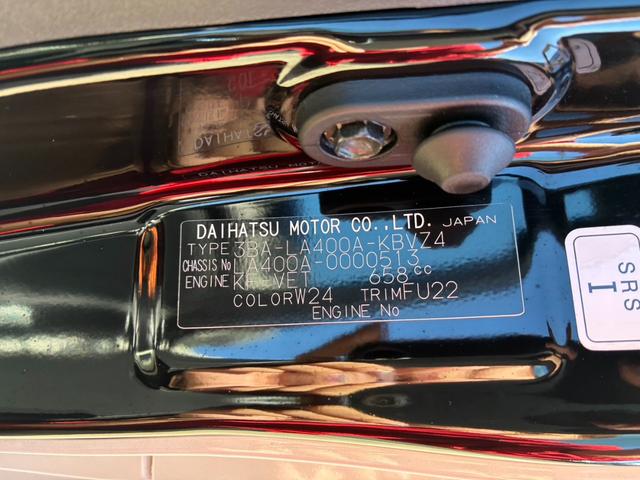 DAIHATSU MOTOR CO.,LTD. JAPAN
TYPE 3BA-LA400A-KBVZ4
CHASSIS No LA400A-0000513
ENGINE KF-VET 658cc
COLOR W24 TRIM FU22
ENGINE No
SRS
I